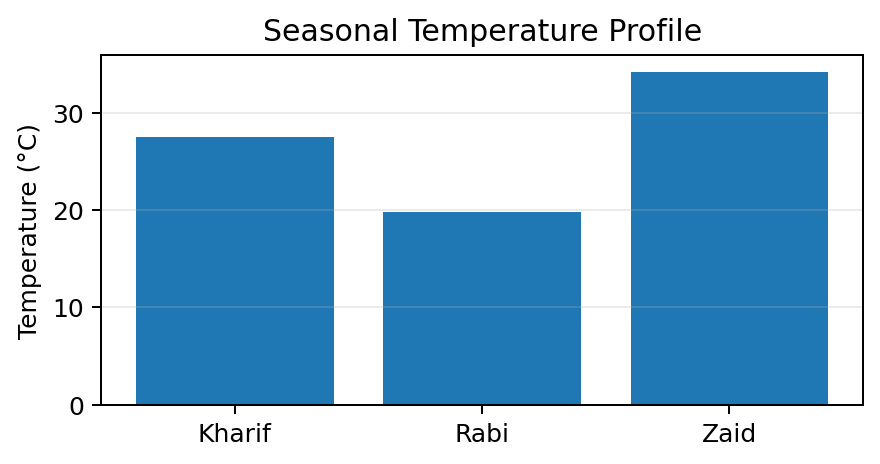 Seasonal Temperature Profile
Temperature (°C)
30
20
10
0
Kharif Rabi Zaid